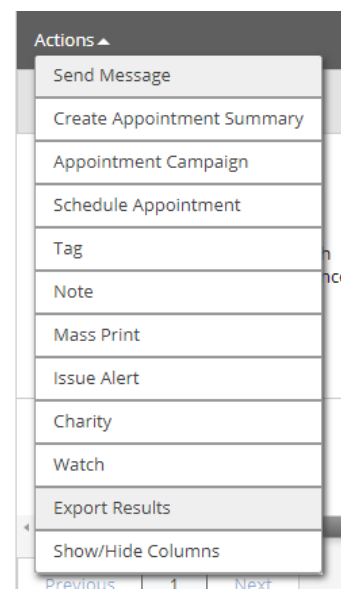 Actions
Send Message
Create Appointment Summary
Appointment Campaign
Schedule Appointment
Tag
Note
Mass Print
Issue Alert
Charity
Watch
Export Results
Show/Hide Columns
Previous 1 Next